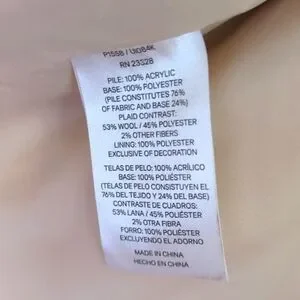 P1558 / U1084K
RN 23328
PILE: 100% ACRYLIC
BASE: 100% POLYESTER
(PILE CONSTITUTES 76%
OF FABRIC AND BASE 24%)
PLAID CONTRAST:
53% WOOL / 45% POLYESTER
2% OTHER FIBERS
LINING: 100% POLYESTER
EXCLUSIVE OF DECORATION
TELAS DE PELO: 100% ACRÍLICO
BASE: 100% POLIÉSTER
(TELAS DE PELO CONSISTUYEN EL
76% DEL TEJIDO Y 24% DEL BASE)
CONTRASTE DE CUADROS:
53% LANA / 45% POLIÉSTER
2% OTRA FIBRA
FORRO: 100% POLIÉSTER
EXCLUYENDO EL ADORNO
MADE IN CHINA
HECHO EN CHINA